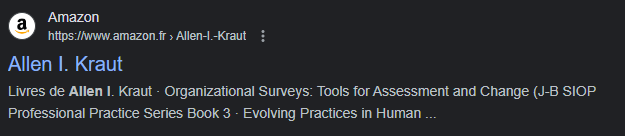 Amazon
https://www.amazon.fr › Allen-I.-Kraut
Allen I. Kraut
Livres de Allen I. Kraut · Organizational Surveys: Tools for Assessment and Change (J-B SIOP
Professional Practice Series Book 3 · Evolving Practices in Human ...